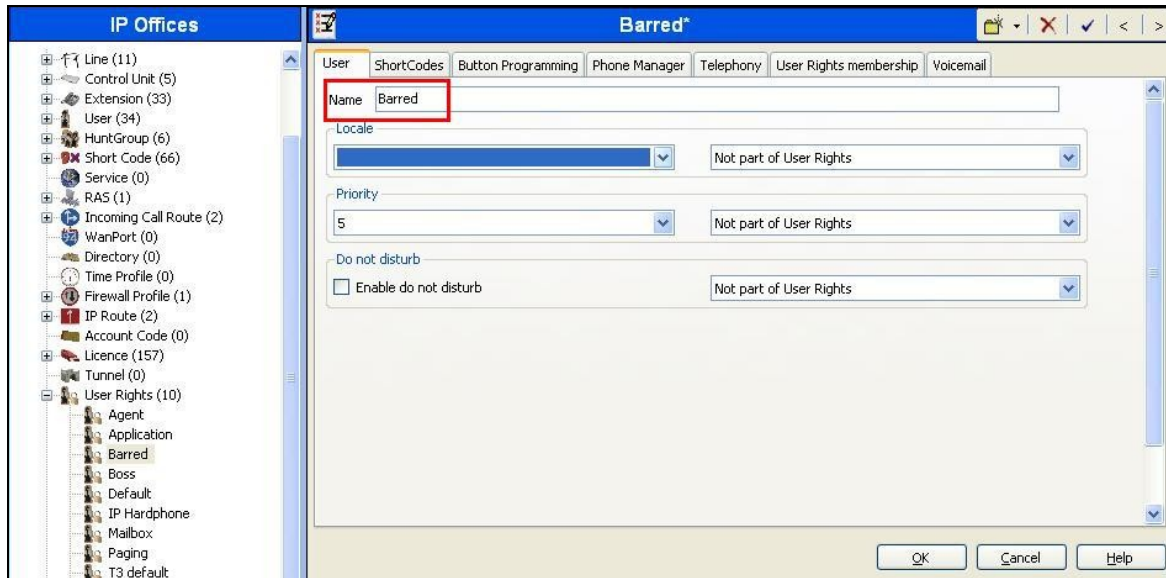 IP Offices
Line (11)
Control Unit (5)
Extension (33)
User (34)
HuntGroup (6)
Short Code (66)
Service (0)
RAS (1)
Incoming Call Route (2)
WanPort (0)
Directory (0)
Time Profile (0)
Firewall Profile (1)
IP Route (2)
Account Code (0)
Licence (157)
Tunnel (0)
User Rights (10)
Agent
Application
Barred
Boss
Default
IP Hardphone
Mailbox
Paging
T3 default
Barred*
User ShortCodes Button Programming Phone Manager Telephony User Rights membership Voicemail
Name Barred
Locale
Not part of User Rights
Priority
5 Not part of User Rights
Do not disturb
Enable do not disturb Not part of User Rights
OK Cancel Help